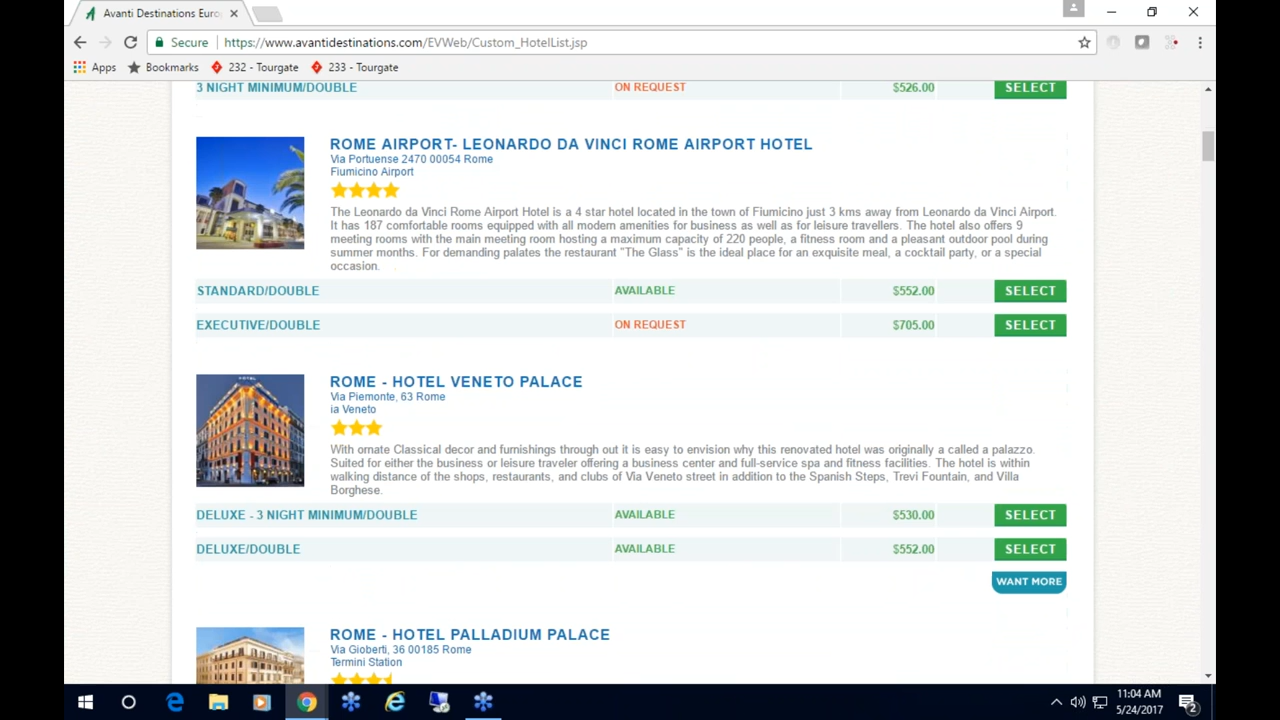 Avanti Destinations Euro
Secure
https://www.avantidestinations.com/EVWeb/Custom_HotelList.jsp
Apps Bookmarks 232 - Tourgate 233 - Tourgate
3 NIGHT MINIMUM/DOUBLE ON REQUEST $526.00 SELECT
ROME AIRPORT- LEONARDO DA VINCI ROME AIRPORT HOTEL
Via Portuense 2470 00054 Rome
Fiumicino Airport
The Leonardo da Vinci Rome Airport Hotel is a 4 star hotel located in the town of Fiumicino just 3 kms away from Leonardo da Vinci Airport.
It has 187 comfortable rooms equipped with all modern amenities for business as well as for leisure travellers. The hotel also offers 9
meeting rooms with the main meeting room hosting a maximum capacity of 220 people, a fitness room and a pleasant outdoor pool during
summer months. For demanding palates the restaurant "The Glass" is the ideal place for an exquisite meal, a cocktail party, or a special
occasion.
STANDARD/DOUBLE AVAILABLE $552.00 SELECT
EXECUTIVE/DOUBLE ON REQUEST $705.00 SELECT
ROME - HOTEL VENETO PALACE
Via Piemonte, 63 Rome
ia Veneto
With ornate Classical decor and furnishings through out it is easy to envision why this renovated hotel was originally a called a palazzo.
Suited for either the business or leisure traveler offering a business center and full-service spa and fitness facilities. The hotel is within
walking distance of the shops, restaurants, and clubs of Via Veneto street in addition to the Spanish Steps, Trevi Fountain, and Villa
Borghese.
DELUXE - 3 NIGHT MINIMUM/DOUBLE AVAILABLE $530.00 SELECT
DELUXE/DOUBLE AVAILABLE $552.00 SELECT
WANT MORE
ROME - HOTEL PALLADIUM PALACE
Via Gioberti, 36 00185 Rome
Termini Station
11:04 AM
5/24/2017
2